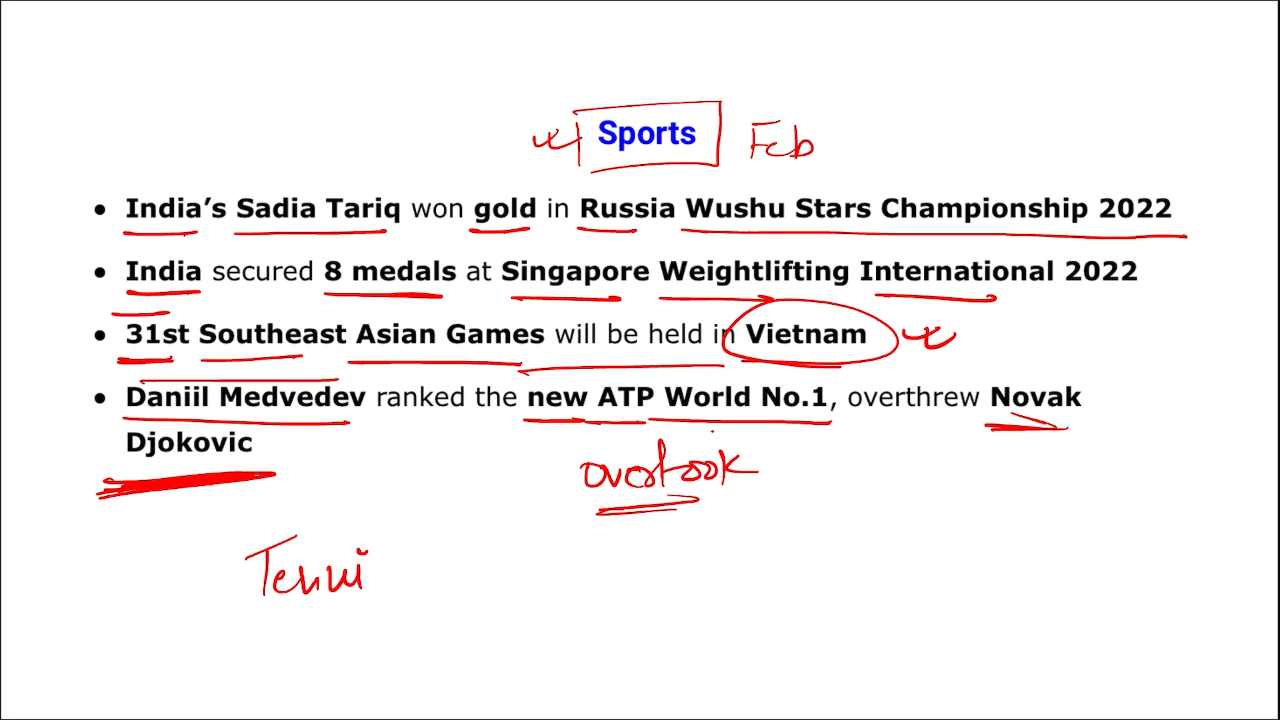 Sports Feb
• India's Sadia Tariq won gold in Russia Wushu Stars Championship 2022
• India secured 8 medals at Singapore Weightlifting International 2022
• 31st Southeast Asian Games will be held in Vietnam
• Daniil Medvedev ranked the new ATP World No.1, overthrew Novak
Djokovic
overtook
Tenni